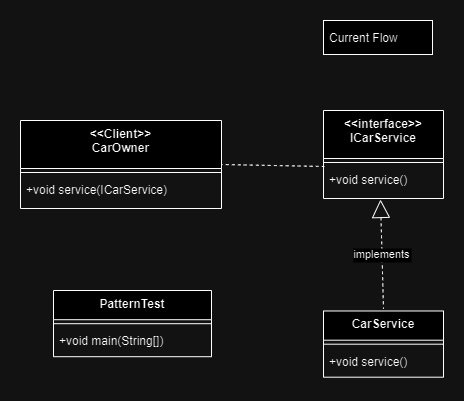 Current Flow
<<Client>>
CarOwner
+void service(ICarService)
<<interface>>
ICarService
+void service()
implements
PatternTest
+void main(String[])
CarService
+void service()